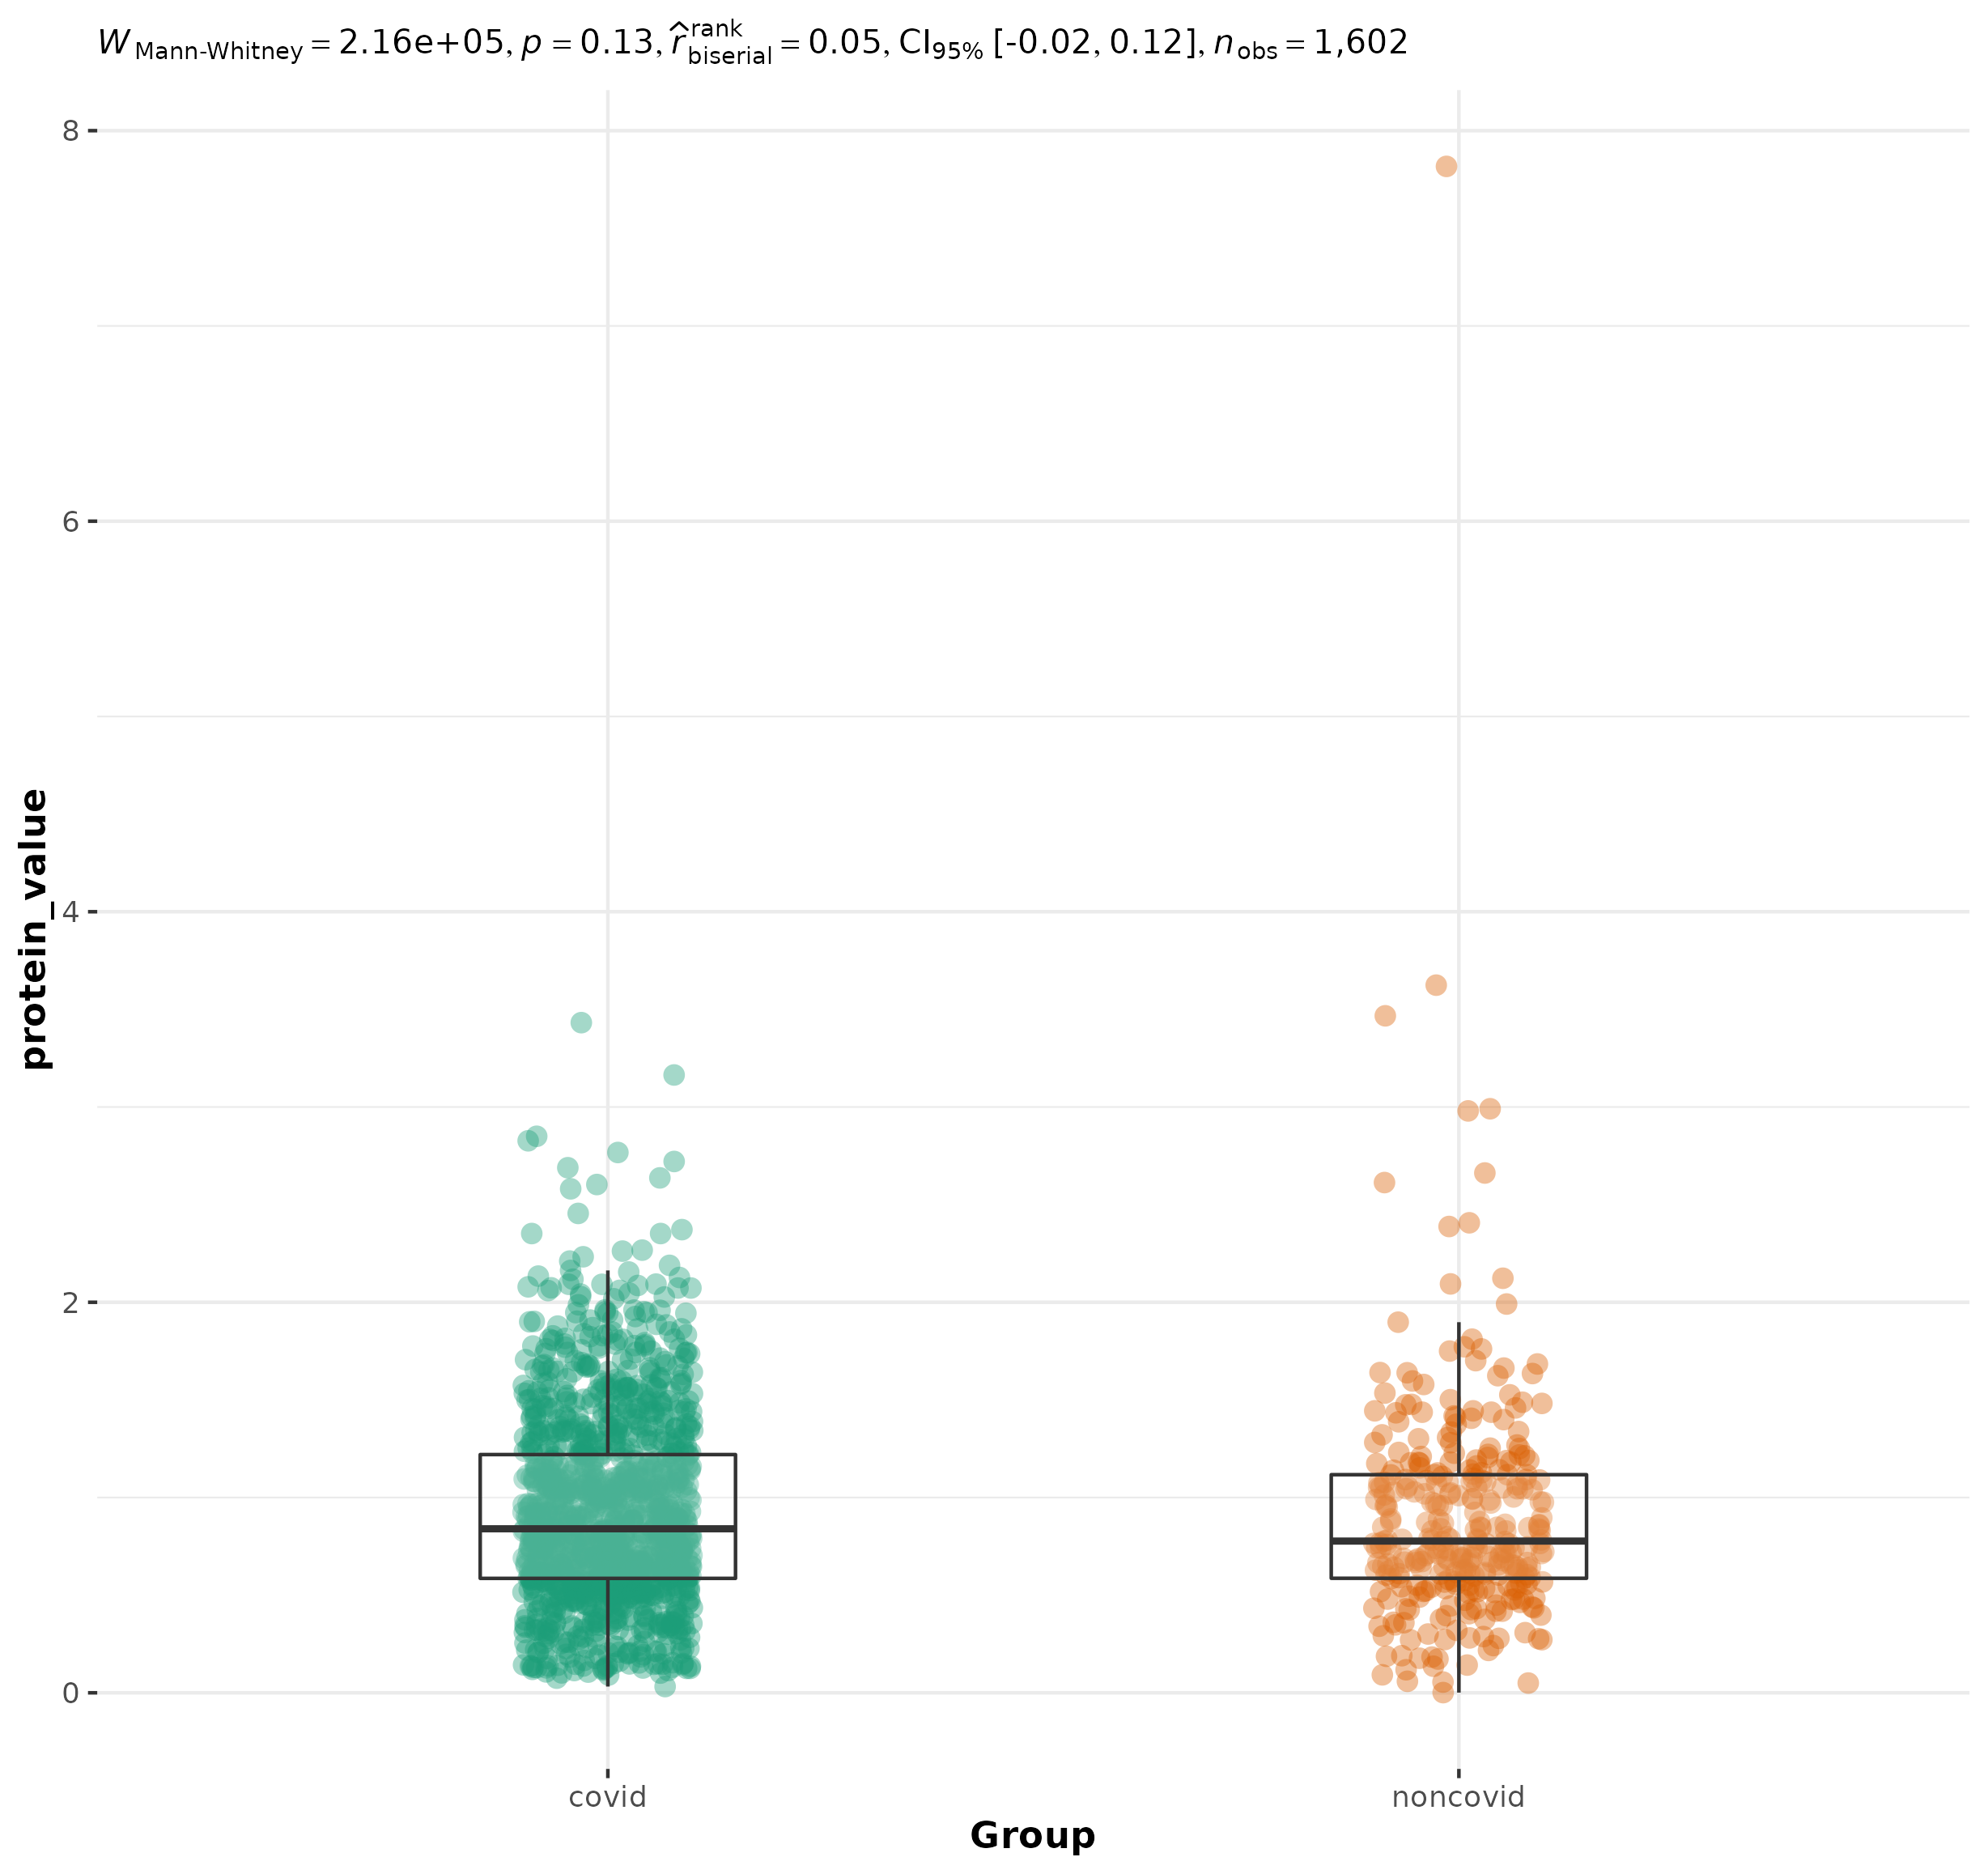 W Mann-Whitney = 2.16e+05, p = 0.13, r̂ rank biserial = 0.05, CI95% [-0.02, 0.12], n obs = 1,602
8
6
4
2
0
protein_value
covid noncovid
Group